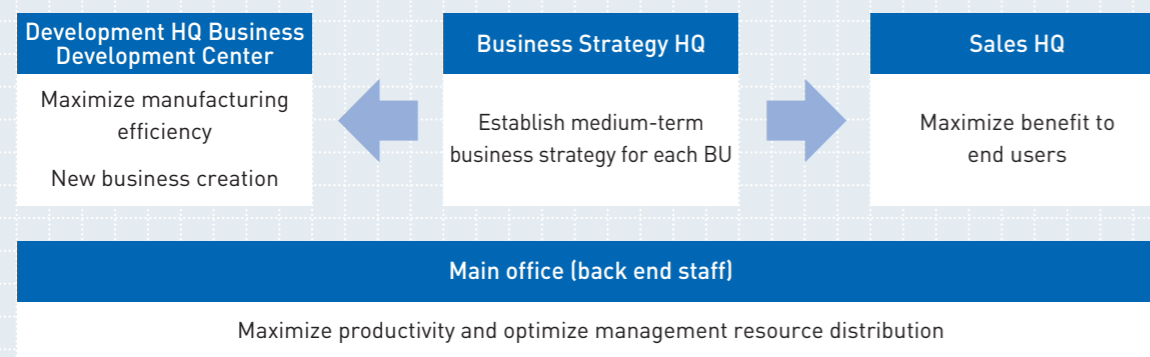 Development HQ Business
Development Center
Maximize manufacturing
efficiency
New business creation
Business Strategy HQ
Establish medium-term
business strategy for each BU
Sales HQ
Maximize benefit to
end users
Main office (back end staff)
Maximize productivity and optimize management resource distribution